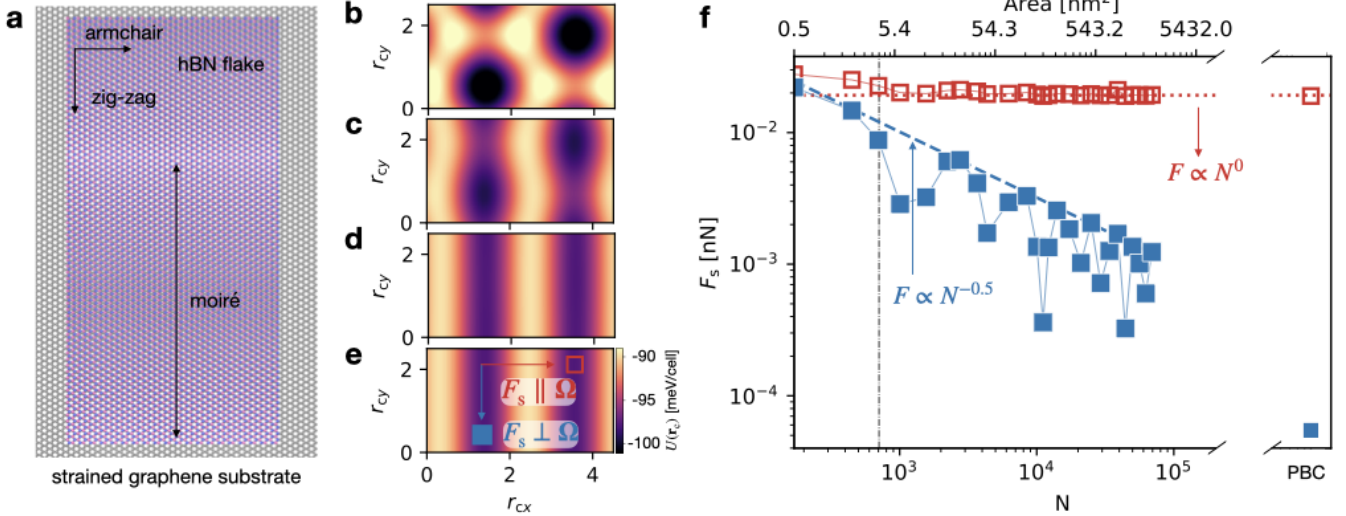 a
armchair
hBN flake
zig-zag
moiré
strained graphene substrate
b
2
0
r_cy
c
2
0
r_cy
d
2
0
r_cy
e
2
0
r_cy
F_s ∥ Ω
F_s ⊥ Ω
0
2
4
r_cx
-90
-95
-100
U(r_c) [meV/cell]
f
Area [nm²]
0.5
5.4
54.3
543.2
5432.0
10⁻²
10⁻³
10⁻⁴
F_s [nN]
F ∝ N⁰
F ∝ N^−0.5
10³
10⁴
10⁵
PBC
N